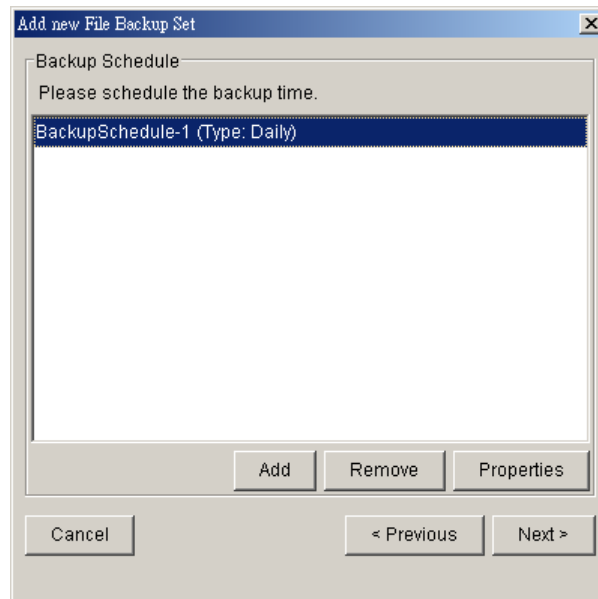 Add new File Backup Set
Backup Schedule
Please schedule the backup time.
BackupSchedule-1 (Type: Daily)
Add Remove Properties
Cancel < Previous Next >